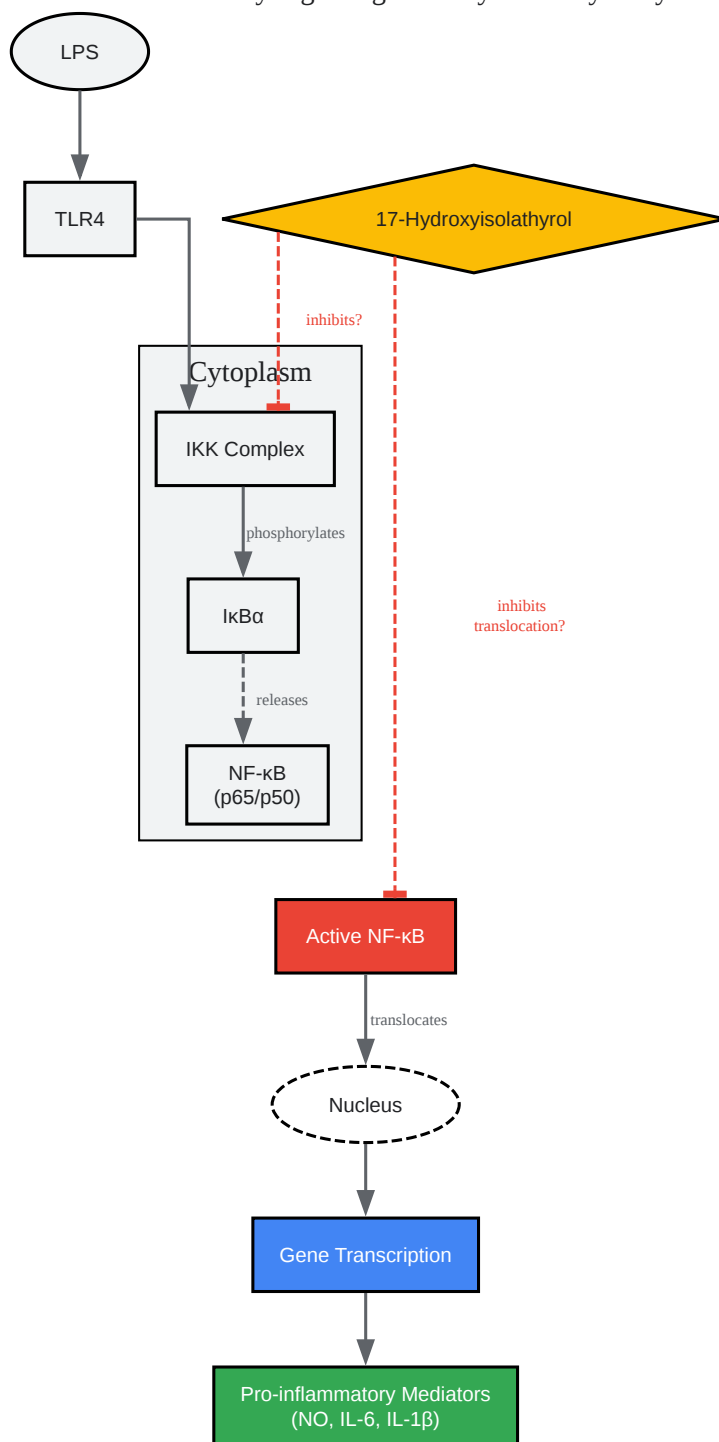 LPS
TLR4
17-Hydroxyisolathyrol
inhibits?
Cytoplasm
IKK Complex
phosphorylates
IκBα
inhibits
translocation?
releases
NF-κB
(p65/p50)
Active NF-κB
translocates
Nucleus
Gene Transcription
Pro-inflammatory Mediators
(NO, IL-6, IL-1β)